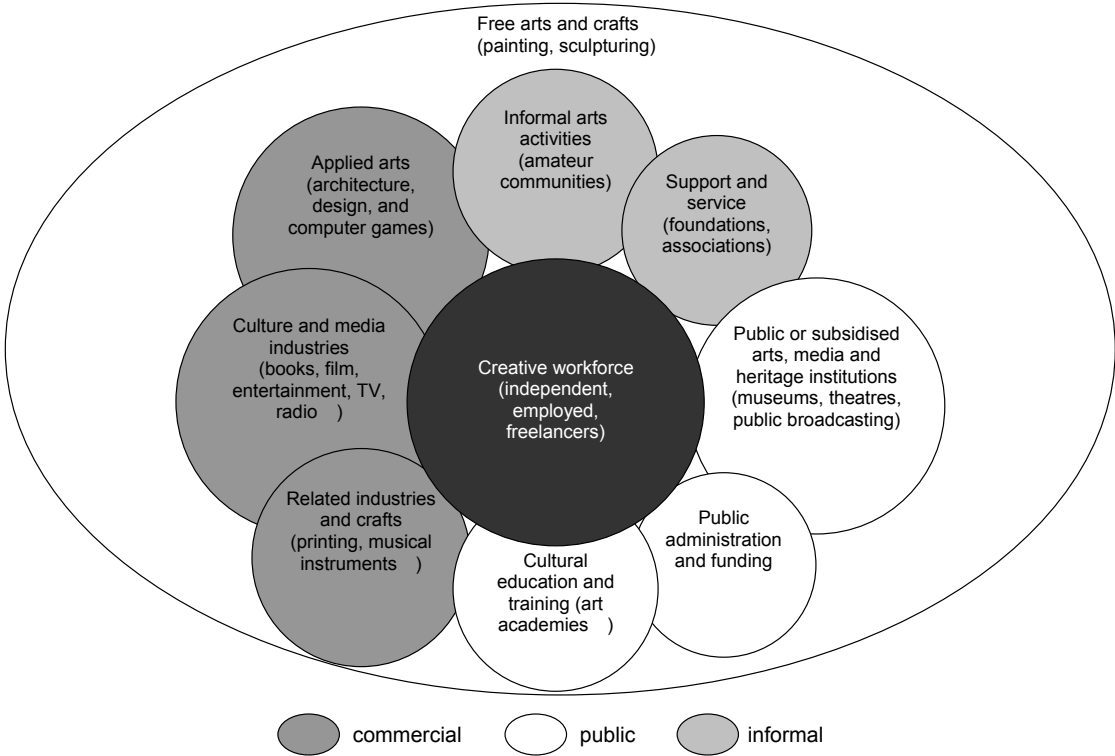 Free arts and crafts
(painting, sculpturing)
Informal arts
activities
(amateur
communities)
Applied arts
(architecture,
design, and
computer games)
Support and
service
(foundations,
associations)
Culture and media
industries
(books, film,
entertainment, TV,
radio )
Creative workforce
(independent,
employed,
freelancers)
Public or subsidised
arts, media and
heritage institutions
(museums, theatres,
public broadcasting)
Related industries
and crafts
(printing, musical
instruments )
Cultural
education and
training (art
academies )
Public
administration
and funding
commercial
public
informal